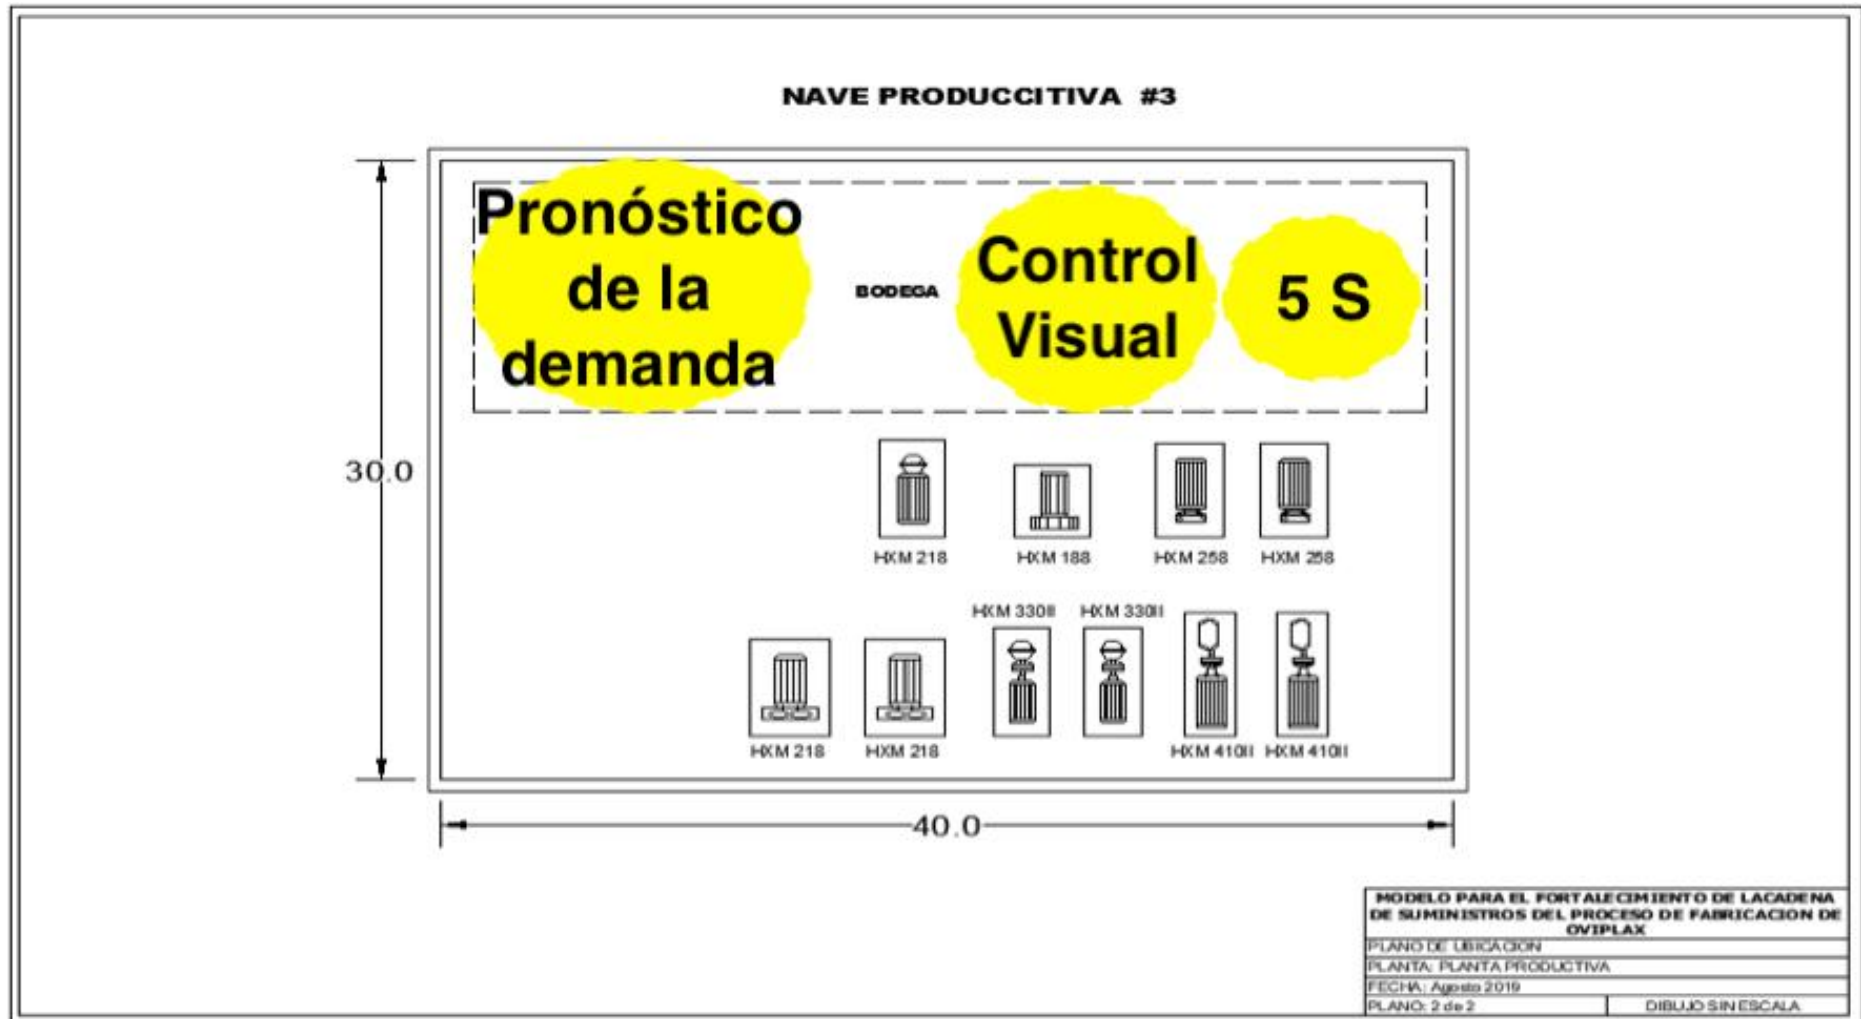 NAVE PRODUCCITIVA #3
Pronóstico
de la
demanda
BODEGA
Control
Visual
5 S
30.0
HXM 218
HXM 188
HXM 258
HXM 258
HXM 330II
HXM 330II
HXM 218
HXM 218
HXM 410II
HXM 410II
40.0
MODELO PARA EL FORTALECIMIENTO DE LACADENA
DE SUMINISTROS DEL PROCESO DE FABRICACION DE
OVIPLAX
PLANO DE UBICACION
PLANTA: PLANTA PRODUCTIVA
FECHA: Agosto 2019
PLANO: 2 de 2
DIBUJO SIN ESCALA